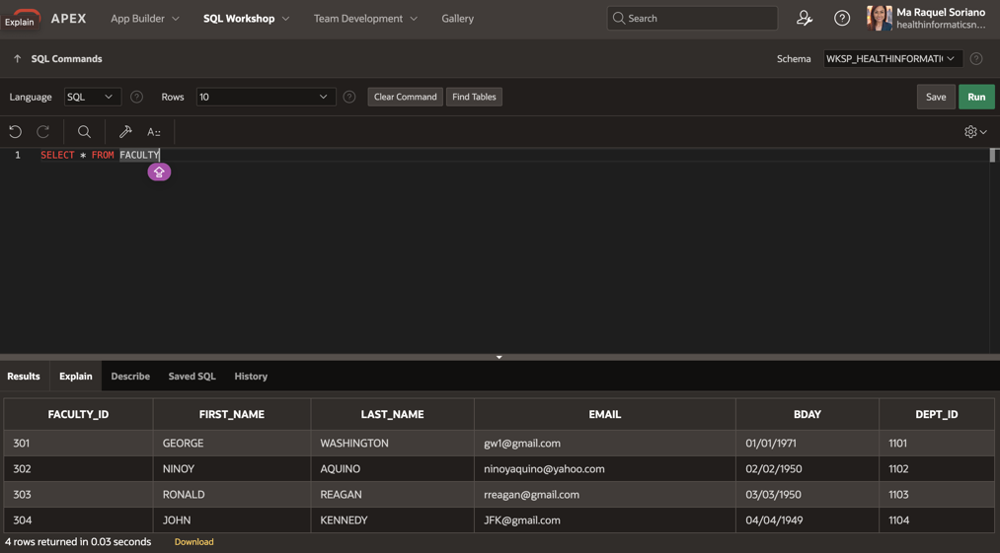 Explain
APEX App Builder SQL Workshop Team Development Gallery Search ? Ma Raquel Soriano
healthinformaticsn...
SQL Commands Schema WKSP_HEALTHINFORMATI ?
Language SQL ? Rows 10 ? Clear Command Find Tables Save Run
1 SELECT * FROM FACULTY
Results Explain Describe Saved SQL History
FACULTY_ID FIRST_NAME LAST_NAME EMAIL BDAY DEPT_ID
301 GEORGE WASHINGTON gw1@gmail.com 01/01/1971 1101
302 NINOY AQUINO ninoyaquino@yahoo.com 02/02/1950 1102
303 RONALD REAGAN rreagan@gmail.com 03/03/1950 1103
304 JOHN KENNEDY JFK@gmail.com 04/04/1949 1104
4 rows returned in 0.03 seconds Download